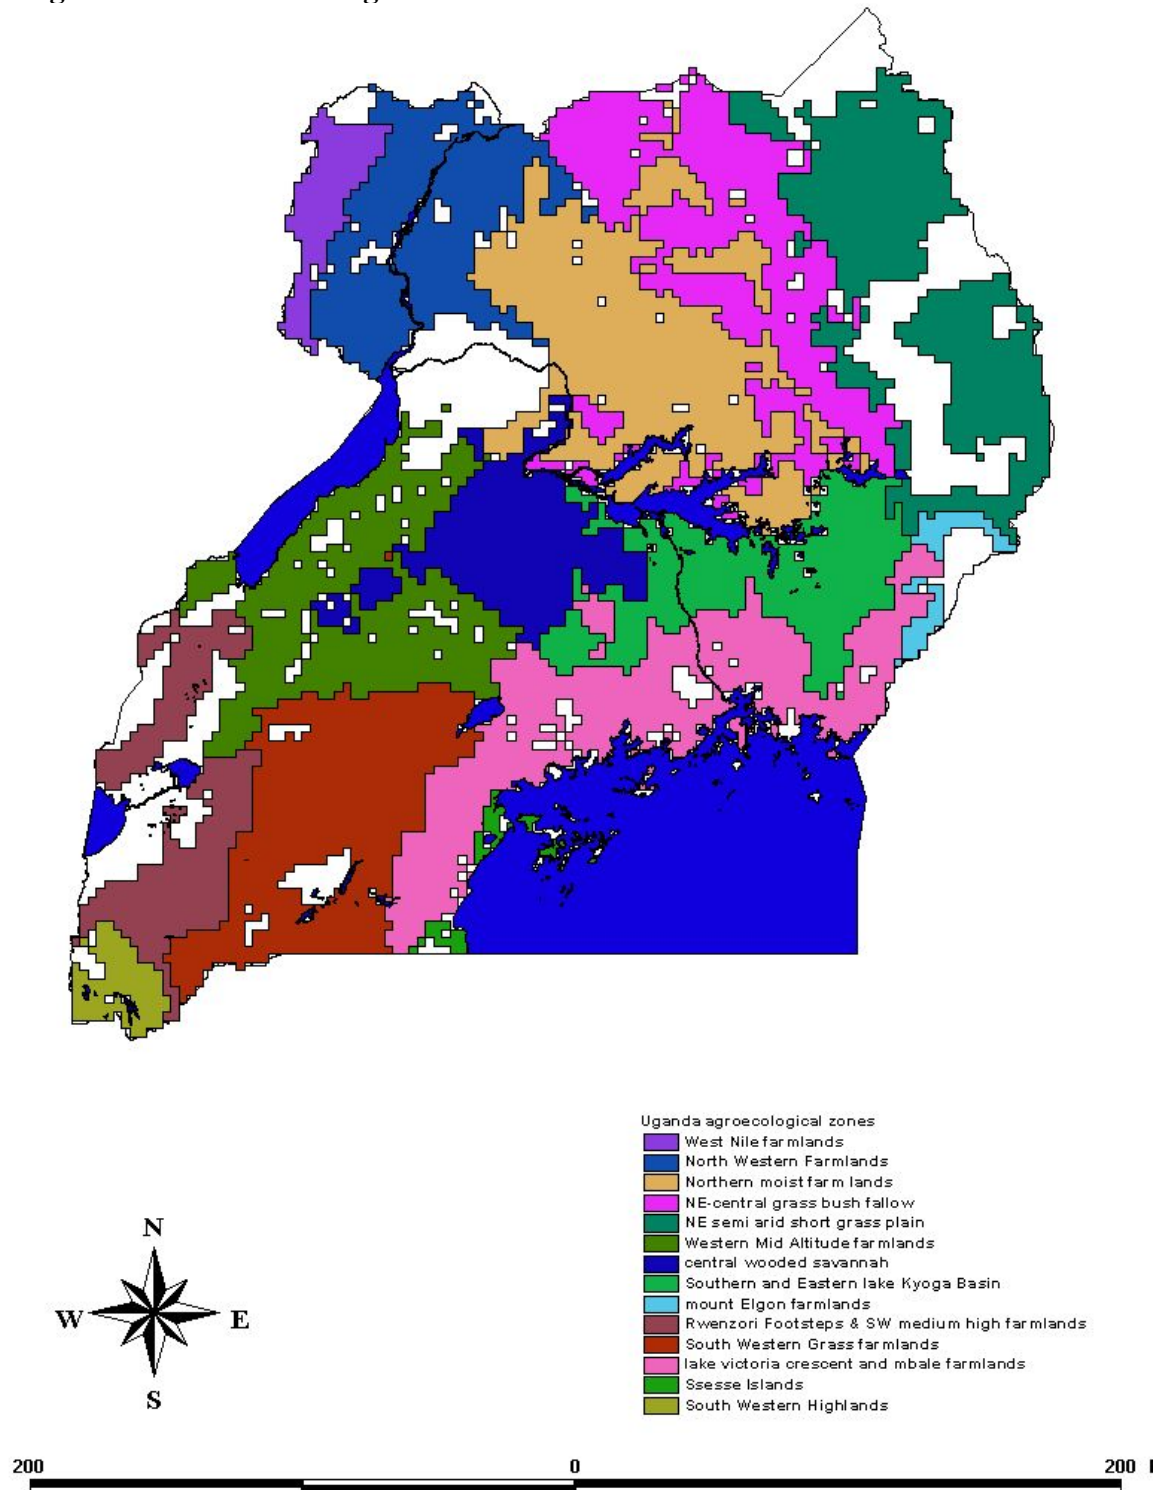 Uganda agroecological zones
West Nile farmlands
North Western Farmlands
Northern moist farm lands
NE-central grass bush fallow
NE semi arid short grass plain
Western Mid Altitude farmlands
central wooded savannah
Southern and Eastern lake Kyoga Basin
mount Elgon farmlands
Rwenzori Footsteps & SW medium high farmlands
South Western Grass farmlands
lake victoria crescent and mbale farmlands
Ssesse Islands
South Western Highlands
N
W E
S
200 0 200